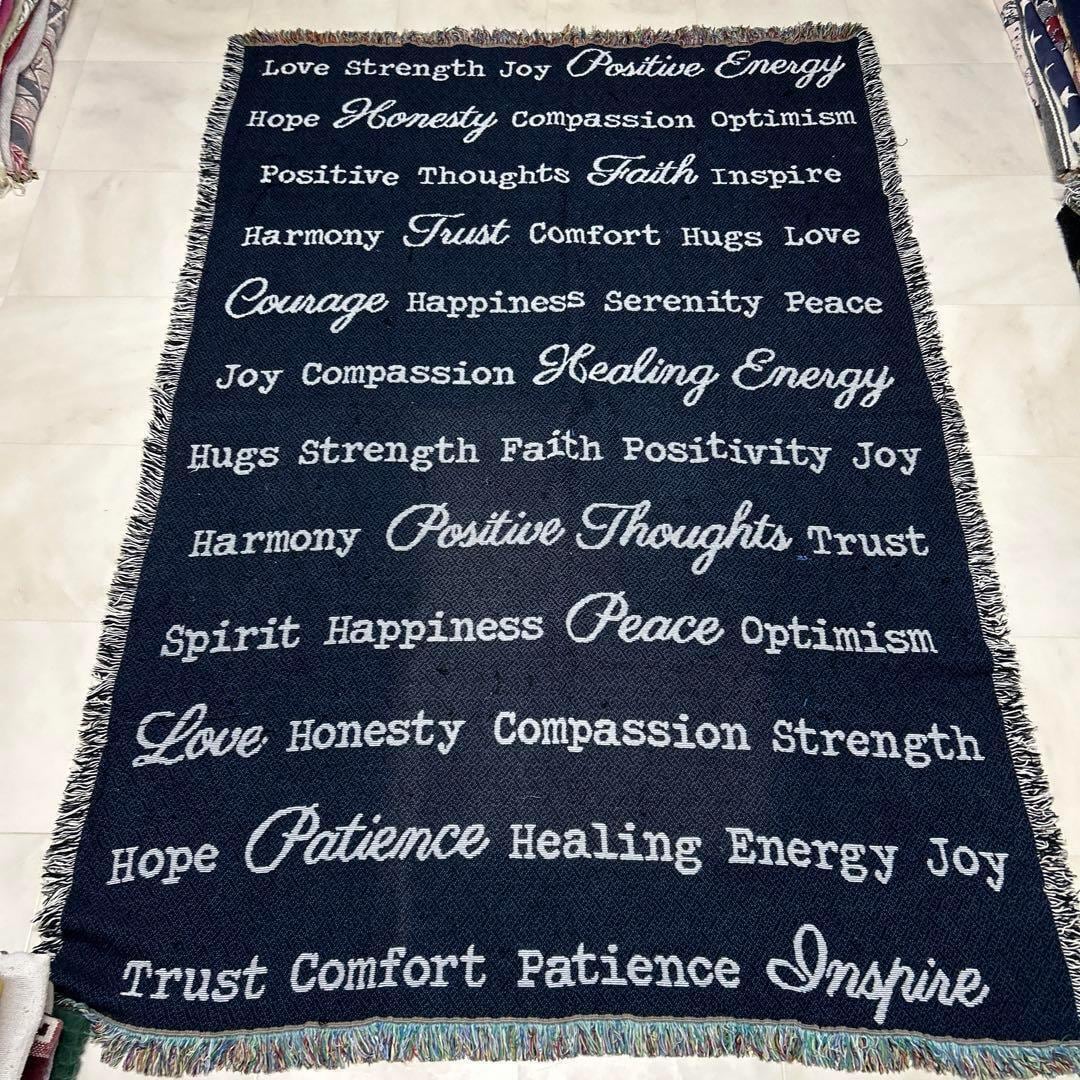 Love Strength Joy Positive Energy
Hope Honesty Compassion Optimism
Positive Thoughts Faith Inspire
Harmony Trust Comfort Hugs Love
Courage Happiness Serenity Peace
Joy Compassion Healing Energy
Hugs Strength Faith Positivity Joy
Harmony Positive Thoughts Trust
Spirit Happiness Peace Optimism
Love Honesty Compassion Strength
Hope Patience Healing Energy Joy
Trust Comfort Patience Inspire